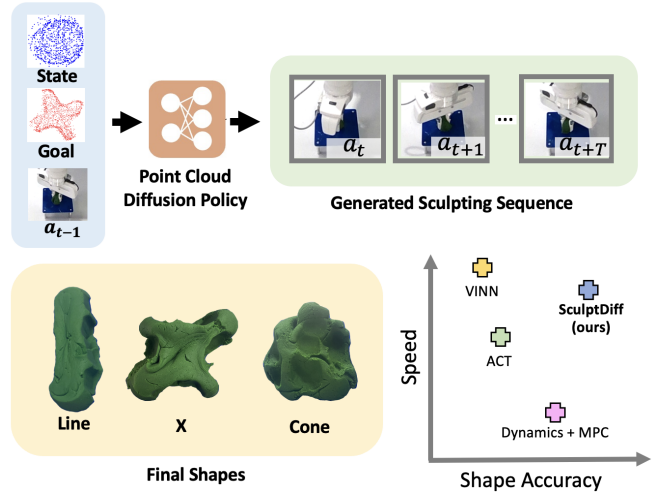 State
Goal
a_{t−1}
Point Cloud
Diffusion Policy
a_t
a_{t+1}
...
a_{t+T}
Generated Sculpting Sequence
Line
X
Cone
Final Shapes
Speed
VINN
SculptDiff
(ours)
ACT
Dynamics + MPC
Shape Accuracy